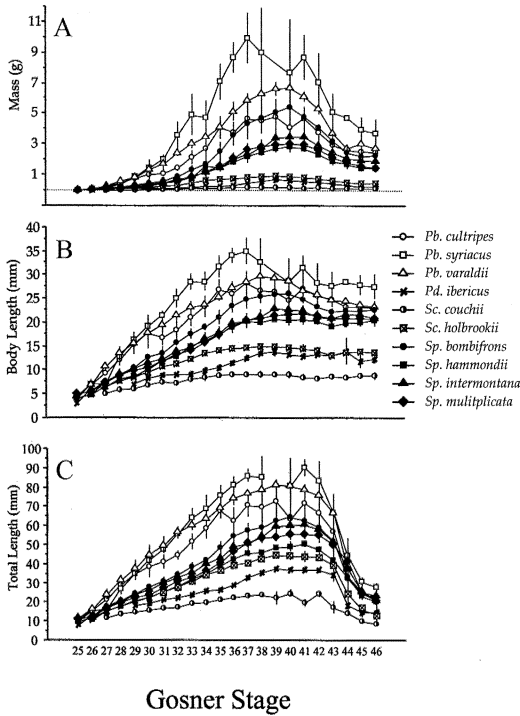 A
Mass (g)
11
9
7
5
3
1
B
Body Length (mm)
40
35
30
25
20
15
10
5
0
Pb. cultripes
Pb. syriacus
Pb. varaldii
Pd. ibericus
Sc. couchii
Sc. holbrookii
Sp. bombifrons
Sp. hammondii
Sp. intermontana
Sp. mulitplicata
C
Total Length (mm)
100
90
80
70
60
50
40
30
20
10
0
25 26 27 28 29 30 31 32 33 34 35 36 37 38 39 40 41 42 43 44 45 46
Gosner Stage